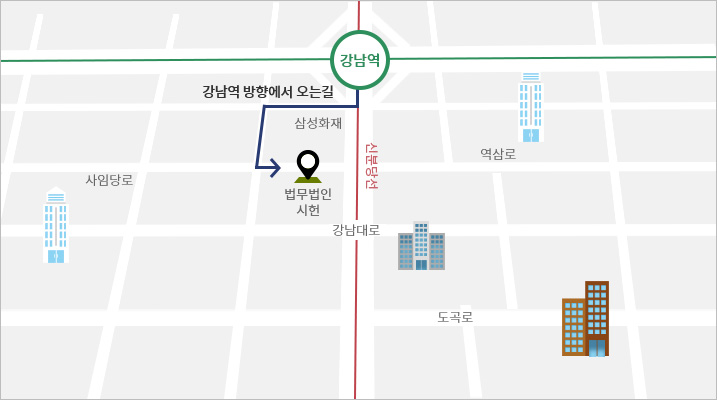 강남역
강남역 방향에서 오는길
삼성화재
신분당선
역삼로
사임당로
법무법인
시헌
강남대로
도곡로